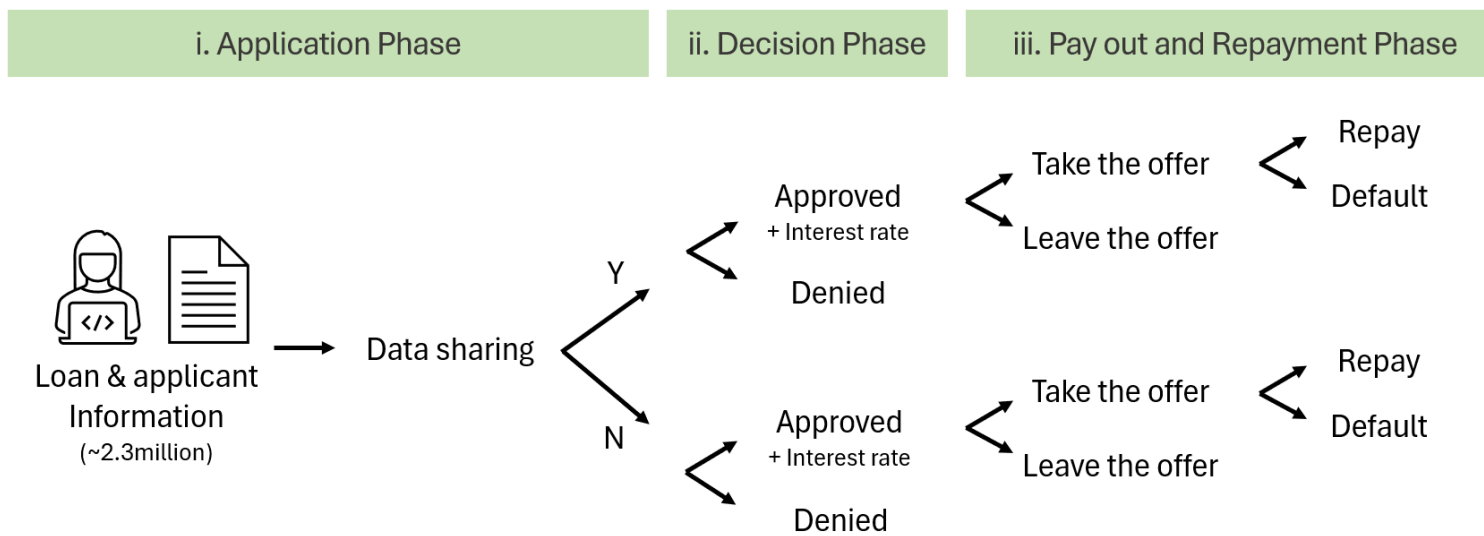 i. Application Phase
ii. Decision Phase
iii. Pay out and Repayment Phase
</>
Loan & applicant
Information
(~2.3million)
Data sharing
Y
N
Approved
+ Interest rate
Denied
Take the offer
Leave the offer
Repay
Default
Approved
+ Interest rate
Denied
Take the offer
Leave the offer
Repay
Default